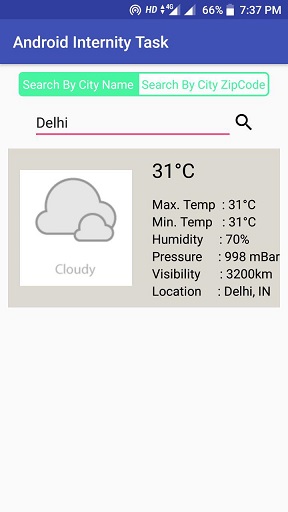 HD 4G 66% 7:37 PM
Android Internity Task
Search By City Name Search By City ZipCode
Delhi
31°C
Max. Temp : 31°C
Min. Temp : 31°C
Humidity : 70%
Pressure : 998 mBar
Visibility : 3200km
Location : Delhi, IN
Cloudy